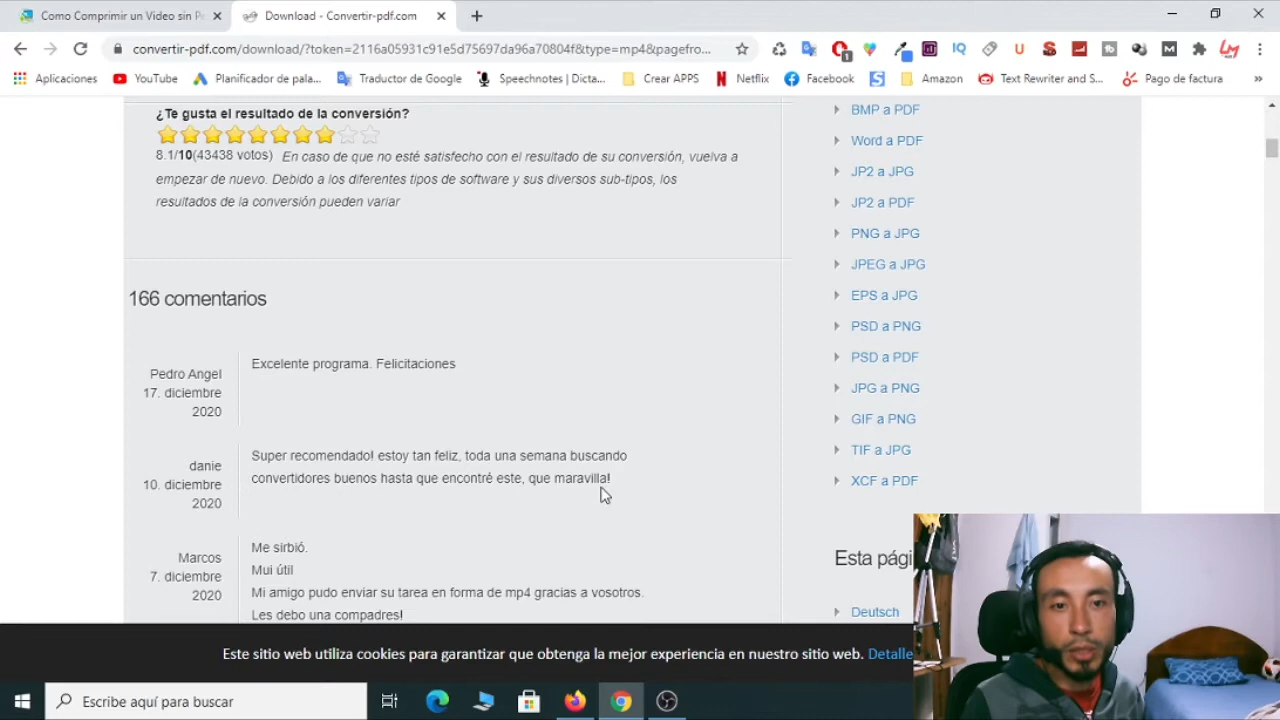 Como Comprimir un Video sin P
Download - Convertir-pdf.com
convertir-pdf.com/download/?token=2116a05931c91e5d75697da96a70804f&type=mp4&pagefro...
Aplicaciones
YouTube
Planificador de pala...
Traductor de Google
Speechnotes | Dicta...
Crear APPS
Netflix
Facebook
Amazon
Text Rewriter and S...
Pago de factura
¿Te gusta el resultado de la conversión?
8.1/10(43438 votos) En caso de que no esté satisfecho con el resultado de su conversión, vuelva a
empezar de nuevo. Debido a los diferentes tipos de software y sus diversos sub-tipos, los
resultados de la conversión pueden variar
166 comentarios
Pedro Angel
17. diciembre
2020
Excelente programa. Felicitaciones
danie
10. diciembre
2020
Super recomendado! estoy tan feliz, toda una semana buscando
convertidores buenos hasta que encontré este, que maravilla!
Marcos
7. diciembre
2020
Me sirbió.
Mui útil
Mi amigo pudo enviar su tarea en forma de mp4 gracias a vosotros.
Les debo una compadres!
BMP a PDF
Word a PDF
JP2 a JPG
JP2 a PDF
PNG a JPG
JPEG a JPG
EPS a JPG
PSD a PNG
PSD a PDF
JPG a PNG
GIF a PNG
TIF a JPG
XCF a PDF
Esta pági
Deutsch
Este sitio web utiliza cookies para garantizar que obtenga la mejor experiencia en nuestro sitio web. Detalle
Escribe aquí para buscar